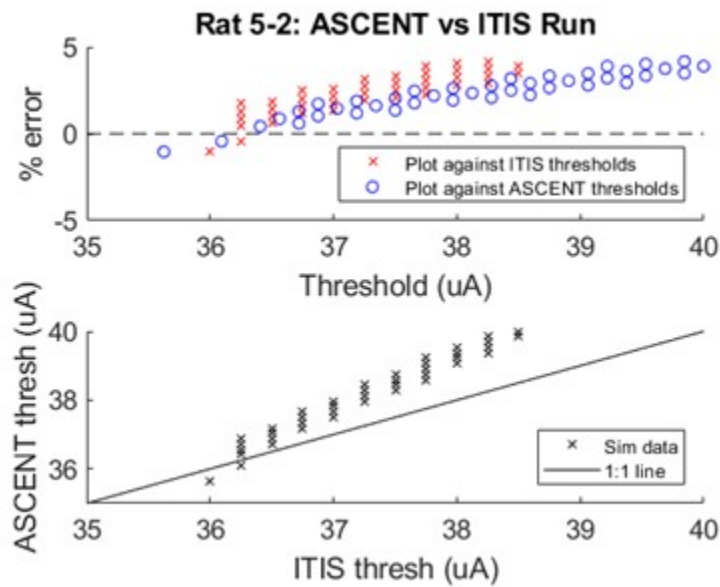 Rat 5-2: ASCENT vs ITIS Run
5
0
-5
% error
× Plot against ITIS thresholds
○ Plot against ASCENT thresholds
35 36 37 38 39 40
Threshold (uA)
40
38
36
ASCENT thresh (uA)
× Sim data
1:1 line
35 36 37 38 39 40
ITIS thresh (uA)